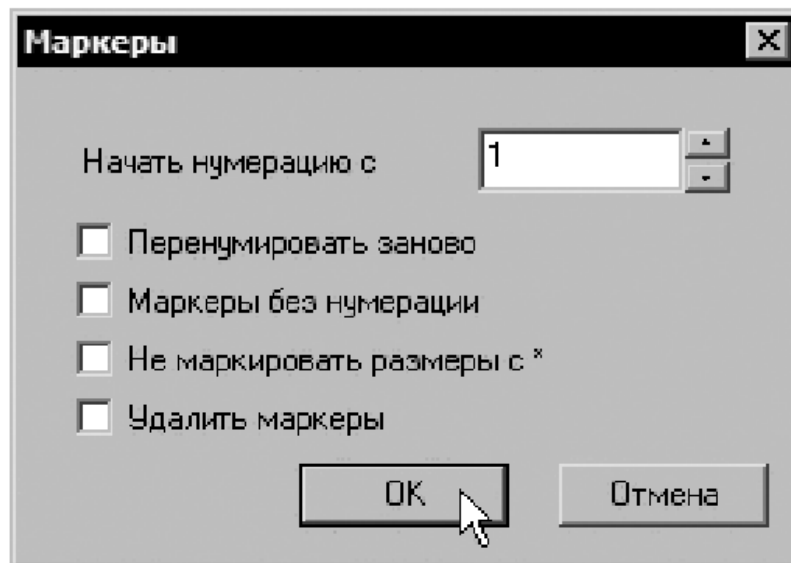 Маркеры
Начать нумерацию с 1
Перенумировать заново
Маркеры без нумерации
Не маркировать размеры с *
Удалить маркеры
OK Отмена